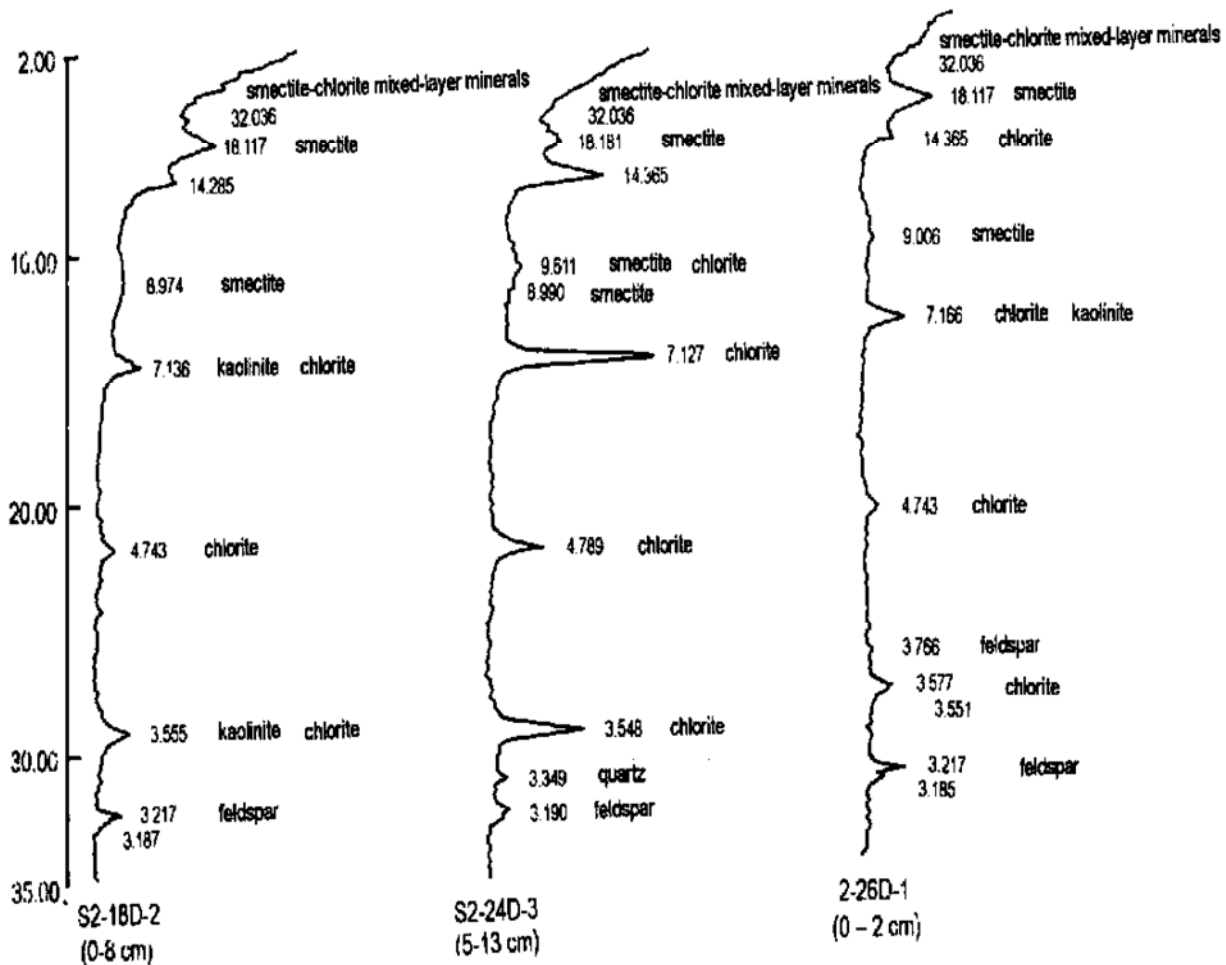 2.00
10.00
20.00
30.00
35.00
smectite-chlorite mixed-layer minerals
32.036
18.117 smectite
14.285
8.974 smectite
7.136 kaolinite chlorite
4.743 chlorite
3.555 kaolinite chlorite
3.217 feldspar
3.187
S2-18D-2
(0-8 cm)
smectite-chlorite mixed-layer minerals
32.036
18.181 smectite
14.365
9.611 smectite chlorite
8.990 smectite
7.127 chlorite
4.789 chlorite
3.548 chlorite
3.349 quartz
3.190 feldspar
S2-24D-3
(5-13 cm)
smectite-chlorite mixed-layer minerals
32.036
18.117 smectite
14.365 chlorite
9.006 smectite
7.166 chlorite kaolinite
4.743 chlorite
3.766 feldspar
3.577 chlorite
3.551
3.217 feldspar
3.185
2-26D-1
(0 – 2 cm)